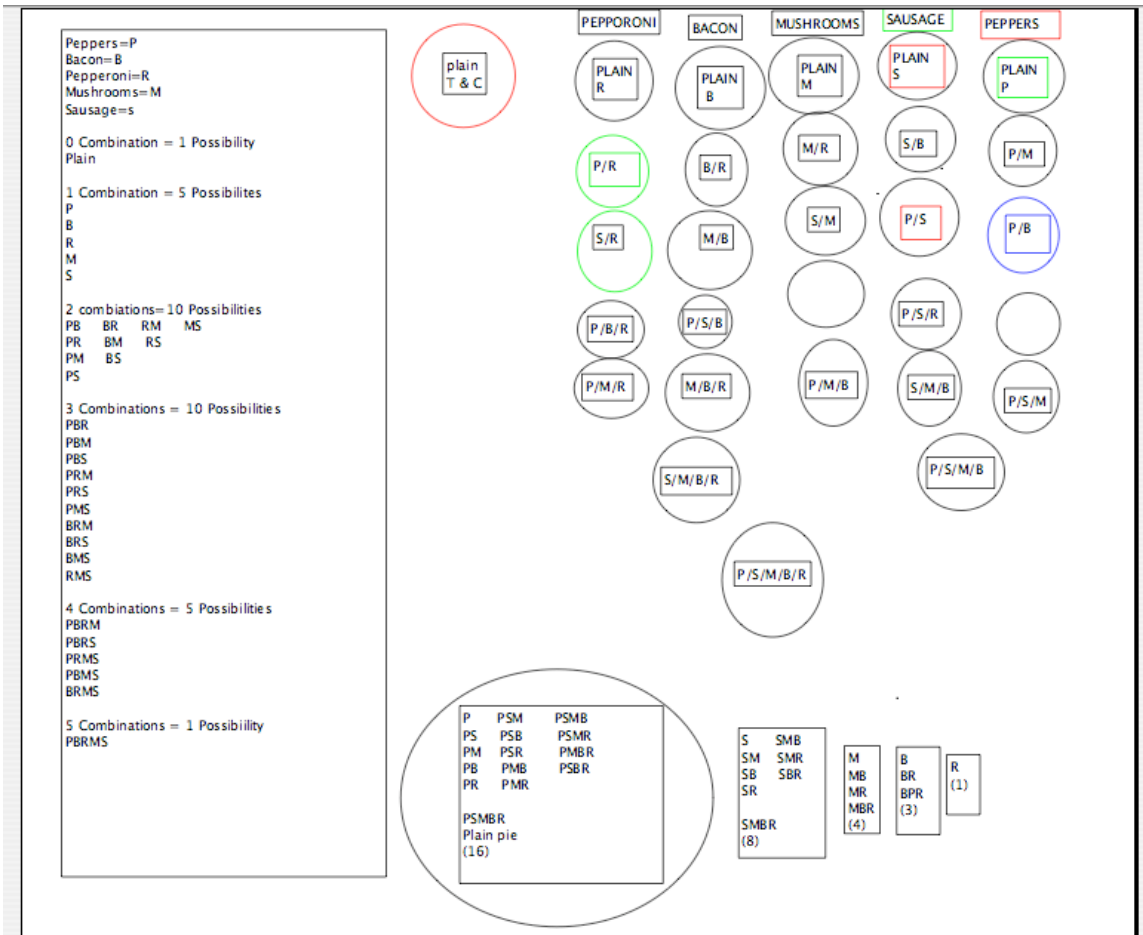 Peppers=P
Bacon=B
Pepperoni=R
Mushrooms=M
Sausage=s
0 Combination = 1 Possibility
Plain
1 Combination = 5 Possibilites
P
B
R
M
S
2 combiations=10 Possibilities
PB BR RM MS
PR BM RS
PM BS
PS
3 Combinations = 10 Possibilities
PBR
PBM
PBS
PRM
PRS
PMS
BRM
BRS
BMS
RMS
4 Combinations = 5 Possibilities
PBRM
PBRS
PRMS
PBMS
BRMS
5 Combinations = 1 Possibiility
PBRMS
plain
T & C
PEPPORONI BACON MUSHROOMS SAUSAGE PEPPERS
PLAIN
R
PLAIN
B
PLAIN
M
PLAIN
S
PLAIN
P
P/R B/R M/R S/B P/M
S/R M/B S/M P/S P/B
P/B/R P/S/B P/S/R
P/M/R M/B/R P/M/B S/M/B P/S/M
S/M/B/R P/S/M/B
P/S/M/B/R
P PSM PSMB
PS PSB PSMR
PM PSR PMBR
PB PMB PSBR
PR PMR
PSMBR
Plain pie
(16)
S SMB
SM SMR
SB SBR
SR
SMBR
(8)
M
MB
MR
MBR
(4)
B
BR
BPR
(3)
R
(1)